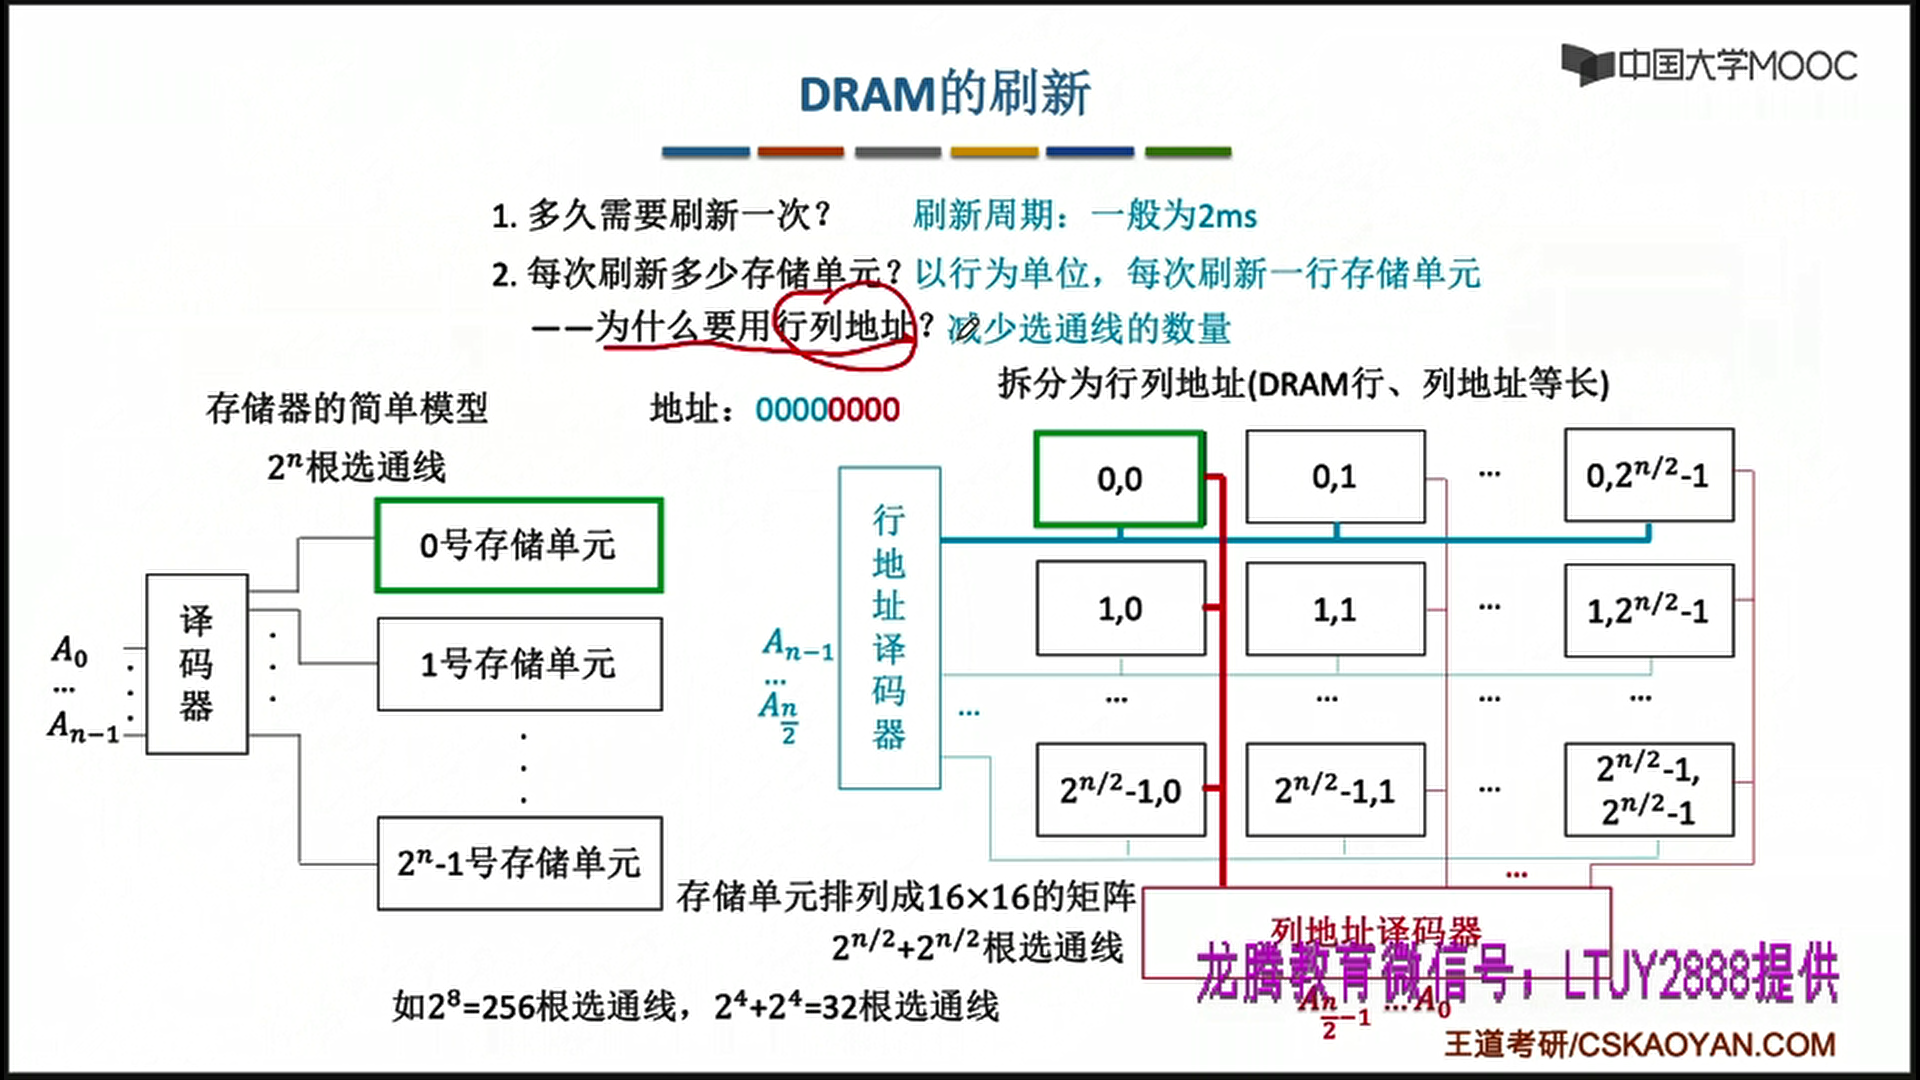 中国大学MOOC
DRAM的刷新
1. 多久需要刷新一次? 刷新周期：一般为2ms
2. 每次刷新多少存储单元? 以行为单位，每次刷新一行存储单元
——为什么要用行列地址? 减少选通线的数量
拆分为行列地址(DRAM行、列地址等长)
存储器的简单模型
地址：00000000
2ⁿ根选通线
译码器
A₀
...
Aₙ₋₁
0号存储单元
1号存储单元
2ⁿ-1号存储单元
行地址译码器
Aₙ₋₁
...
A_{n/2}
0,0
0,1
...
0,2^{n/2}-1
1,0
1,1
...
1,2^{n/2}-1
...
...
...
...
...
2^{n/2}-1,0
2^{n/2}-1,1
...
2^{n/2}-1,
2^{n/2}-1
...
存储单元排列成16×16的矩阵
2^{n/2}+2^{n/2}根选通线
列地址译码器
龙腾教育微信号：LTJY2888提供
A_{n/2-1} ...A₀
如2⁸=256根选通线，2⁴+2⁴=32根选通线
王道考研/CSKAOYAN.COM